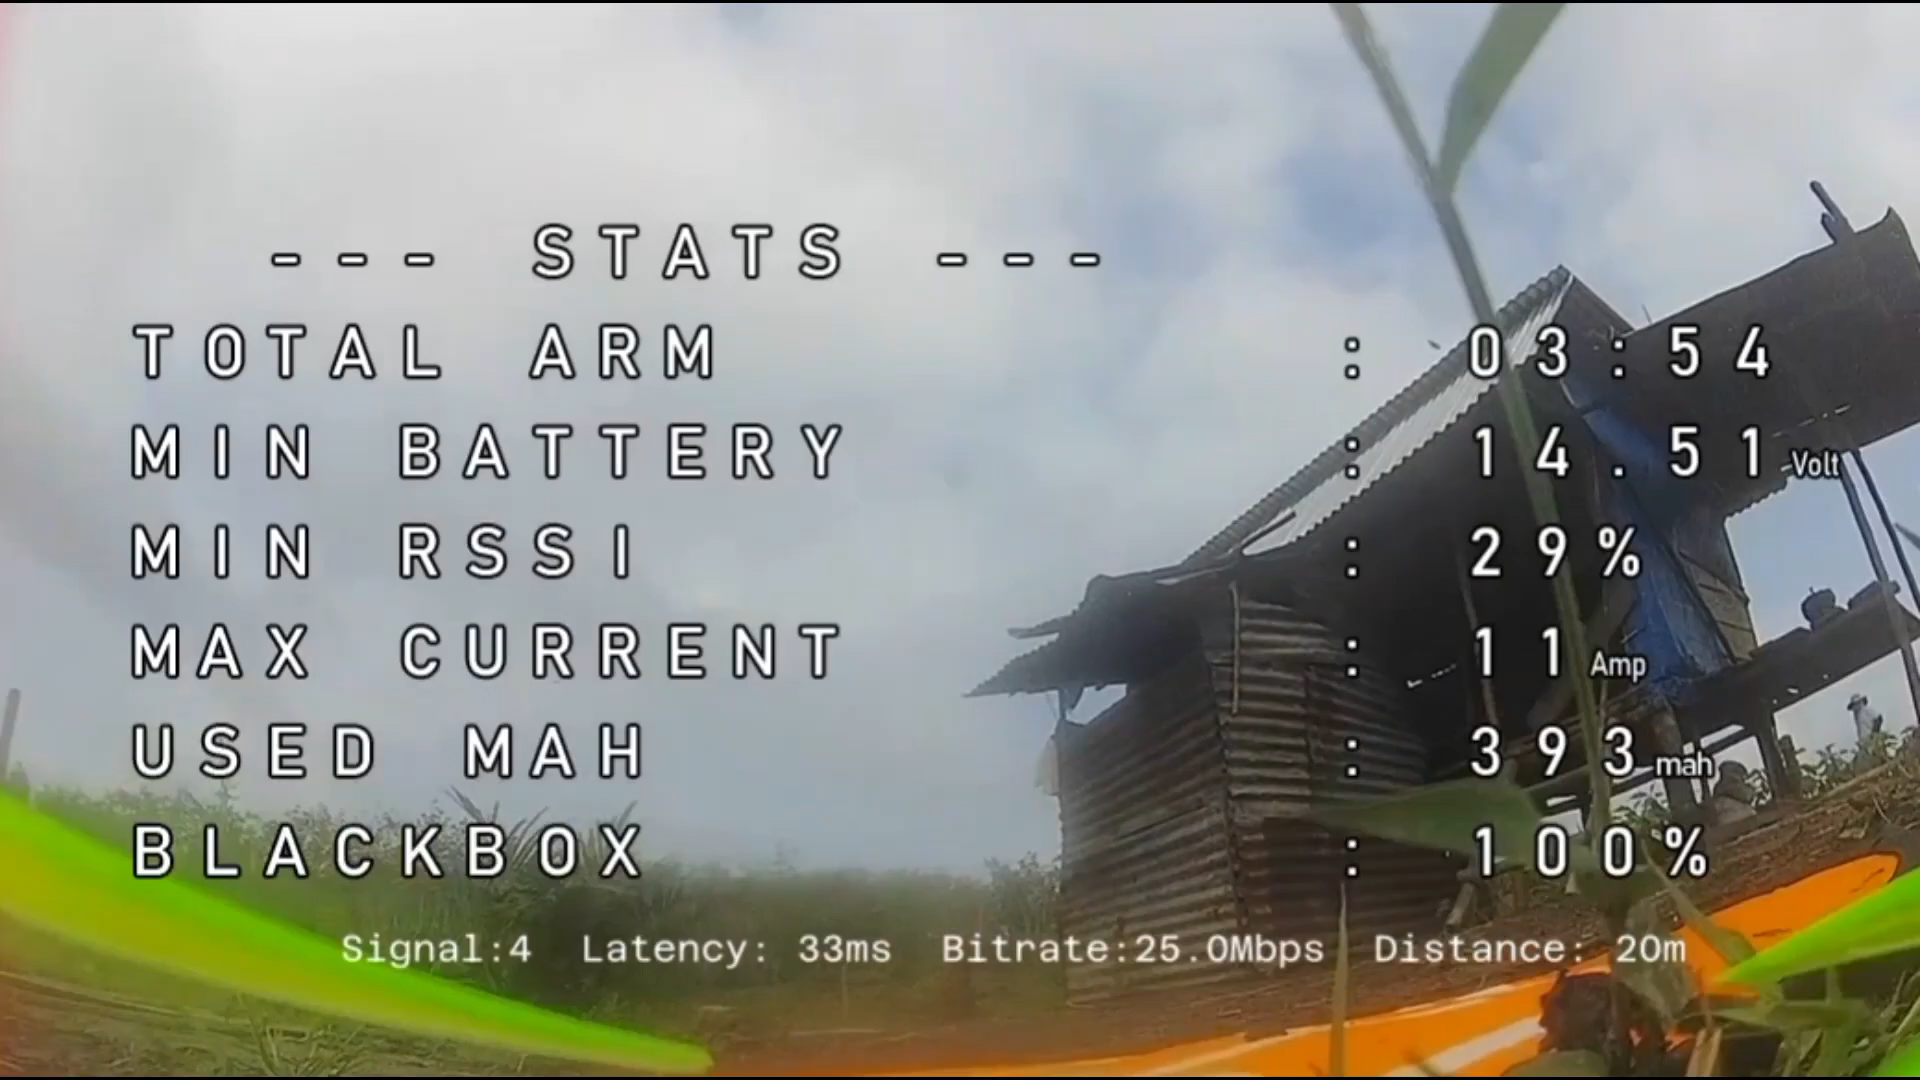 --- STATS ---
TOTAL ARM : 03:54
MIN BATTERY : 14.51 Volt
MIN RSSI : 29%
MAX CURRENT : 11 Amp
USED MAH : 393 mah
BLACKBOX : 100%
Signal:4 Latency: 33ms Bitrate:25.0Mbps Distance: 20m